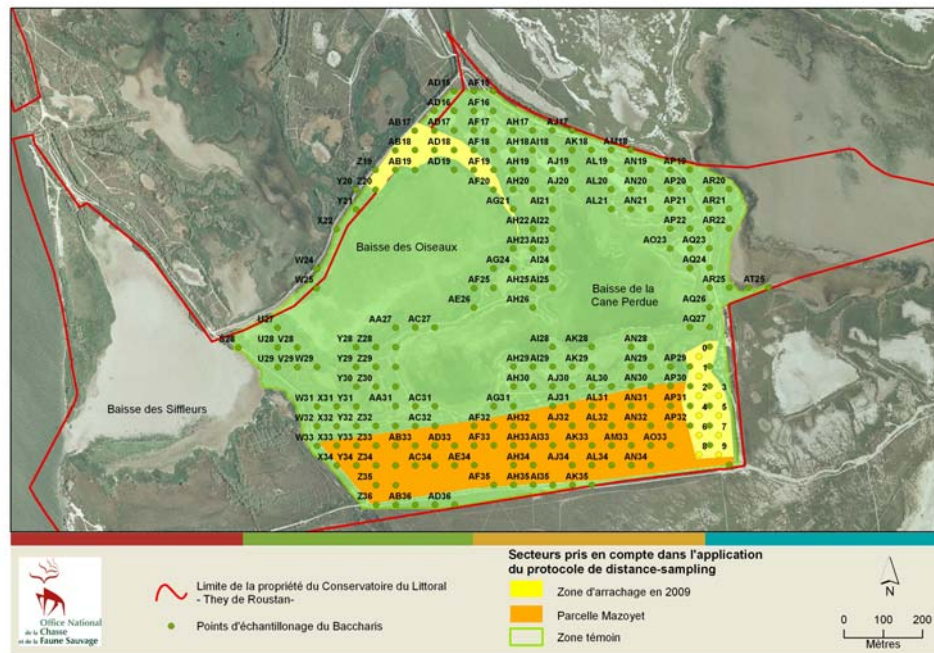 AD15 AF15
AD16 AF16
AB17 AD17 AF17 AH17 AJ17
AB18 AD18 AF18 AH18 AI18 AK18 AM18
Z19 AB19 AD19 AF19 AH19 AJ19 AL19 AN19 AP19
Y20 Z20 AF20 AH20 AJ20 AL20 AN20 AP20 AR20
Y21 AG21 AI21 AL21 AN21 AP21 AR21
X22 AH22 AI22 AP22 AR22
Baisse des Oiseaux AH23 AI23 AO23 AQ23
W24 AG24 AI24 AQ24
W25 AF25 AH25 AI25 AR25 AT25
Baisse de la
Cane Perdue
AE26 AH26 AQ26
U27 AA27 AC27 AQ27
U28 V28 Y28 Z28 AI28 AK28 AN28 0
U29 V29 W29 Y29 Z29 AH29 AI29 AK29 AN29 AP29 1
Y30 Z30 AH30 AJ30 AL30 AN30 AP30 2 3
W31 X31 Y31 AA31 AC31 AG31 AJ31 AL31 AN31 AP31 4 5
Baisse des Siffleurs
W32 X32 Y32 Z32 AC32 AF32 AH32 AJ32 AL32 AN32 AP32 6 7
W33 X33 Y33 Z33 AB33 AD33 AF33 AH33 AI33 AK33 AM33 AO33 8 9
X34 Y34 Z34 AC34 AE34 AH34 AJ34 AL34 AN34
Z35 AF35 AH35 AI35 AK35
Z36 AB36 AD36
Office National
de la Chasse
et de la Faune Sauvage
Limite de la propriété du Conservatoire du Littoral
- They de Roustan-
Points d'échantillonage du Baccharis
Secteurs pris en compte dans l'application
du protocole de distance-sampling
Zone d'arrachage en 2009
Parcelle Mazoyet
Zone témoin
N
0 100 200
Mètres